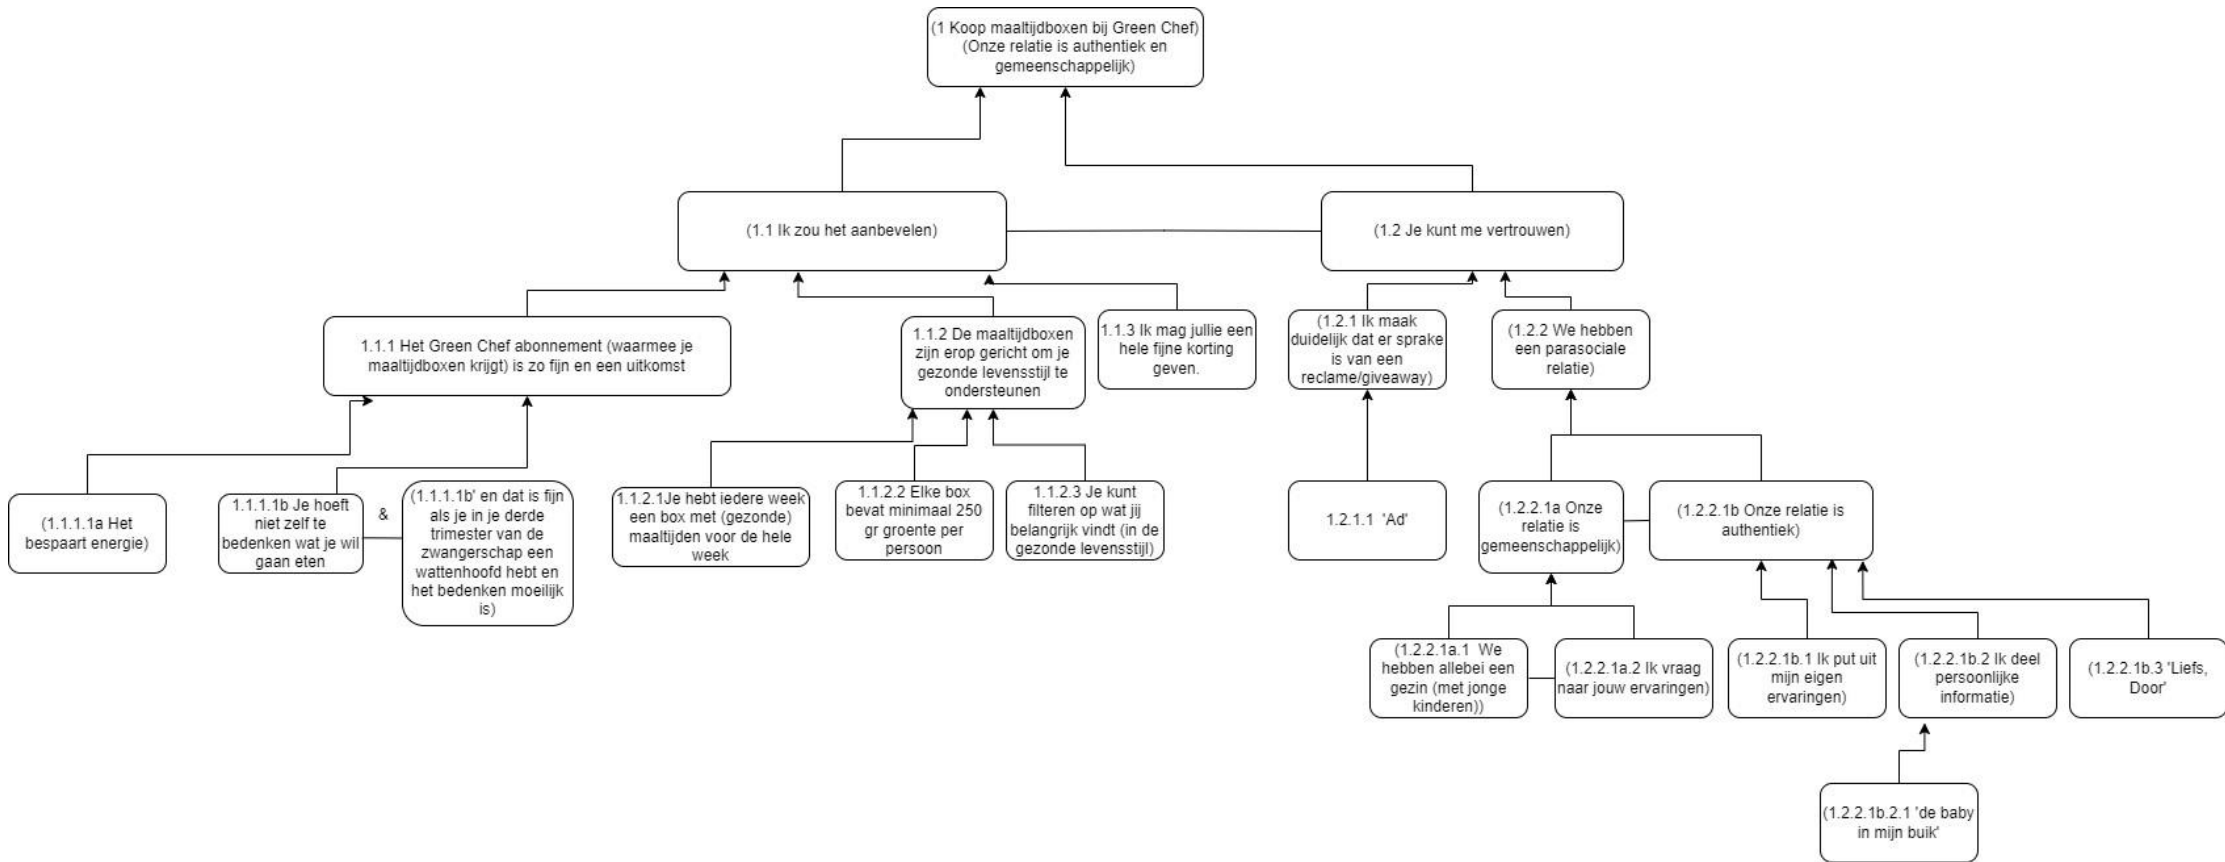 (1 Koop maaltijdboxen bij Green Chef)
(Onze relatie is authentiek en
gemeenschappelijk)
(1.1 Ik zou het aanbevelen)
(1.2 Je kunt me vertrouwen)
1.1.1 Het Green Chef abonnement (waarmee je
maaltijdboxen krijgt) is zo fijn en een uitkomst
1.1.2 De maaltijdboxen
zijn erop gericht om je
gezonde levensstijl te
ondersteunen
1.1.3 Ik mag jullie een
hele fijne korting
geven.
(1.2.1 Ik maak
duidelijk dat er sprake
is van een
reclame/giveaway)
(1.2.2 We hebben
een parasociale
relatie)
(1.1.1.1a Het
bespaart energie)
1.1.1.1b Je hoeft
niet zelf te
bedenken wat je wil
gaan eten
&
(1.1.1.1b' en dat is fijn
als je in je derde
trimester van de
zwangerschap een
wattenhoofd hebt en
het bedenken moeilijk
is)
1.1.2.1Je hebt iedere week
een box met (gezonde)
maaltijden voor de hele
week
1.1.2.2 Elke box
bevat minimaal 250
gr groente per
persoon
1.1.2.3 Je kunt
filteren op wat jij
belangrijk vindt (in de
gezonde levensstijl)
1.2.1.1 'Ad'
(1.2.2.1a Onze
relatie is
gemeenschappelijk)
(1.2.2.1b Onze relatie is
authentiek)
(1.2.2.1a.1 We
hebben allebei een
gezin (met jonge
kinderen))
(1.2.2.1a.2 Ik vraag
naar jouw ervaringen)
(1.2.2.1b.1 Ik put uit
mijn eigen
ervaringen)
(1.2.2.1b.2 Ik deel
persoonlijke
informatie)
(1.2.2.1b.3 'Liefs,
Door'
(1.2.2.1b.2.1 'de baby
in mijn buik'